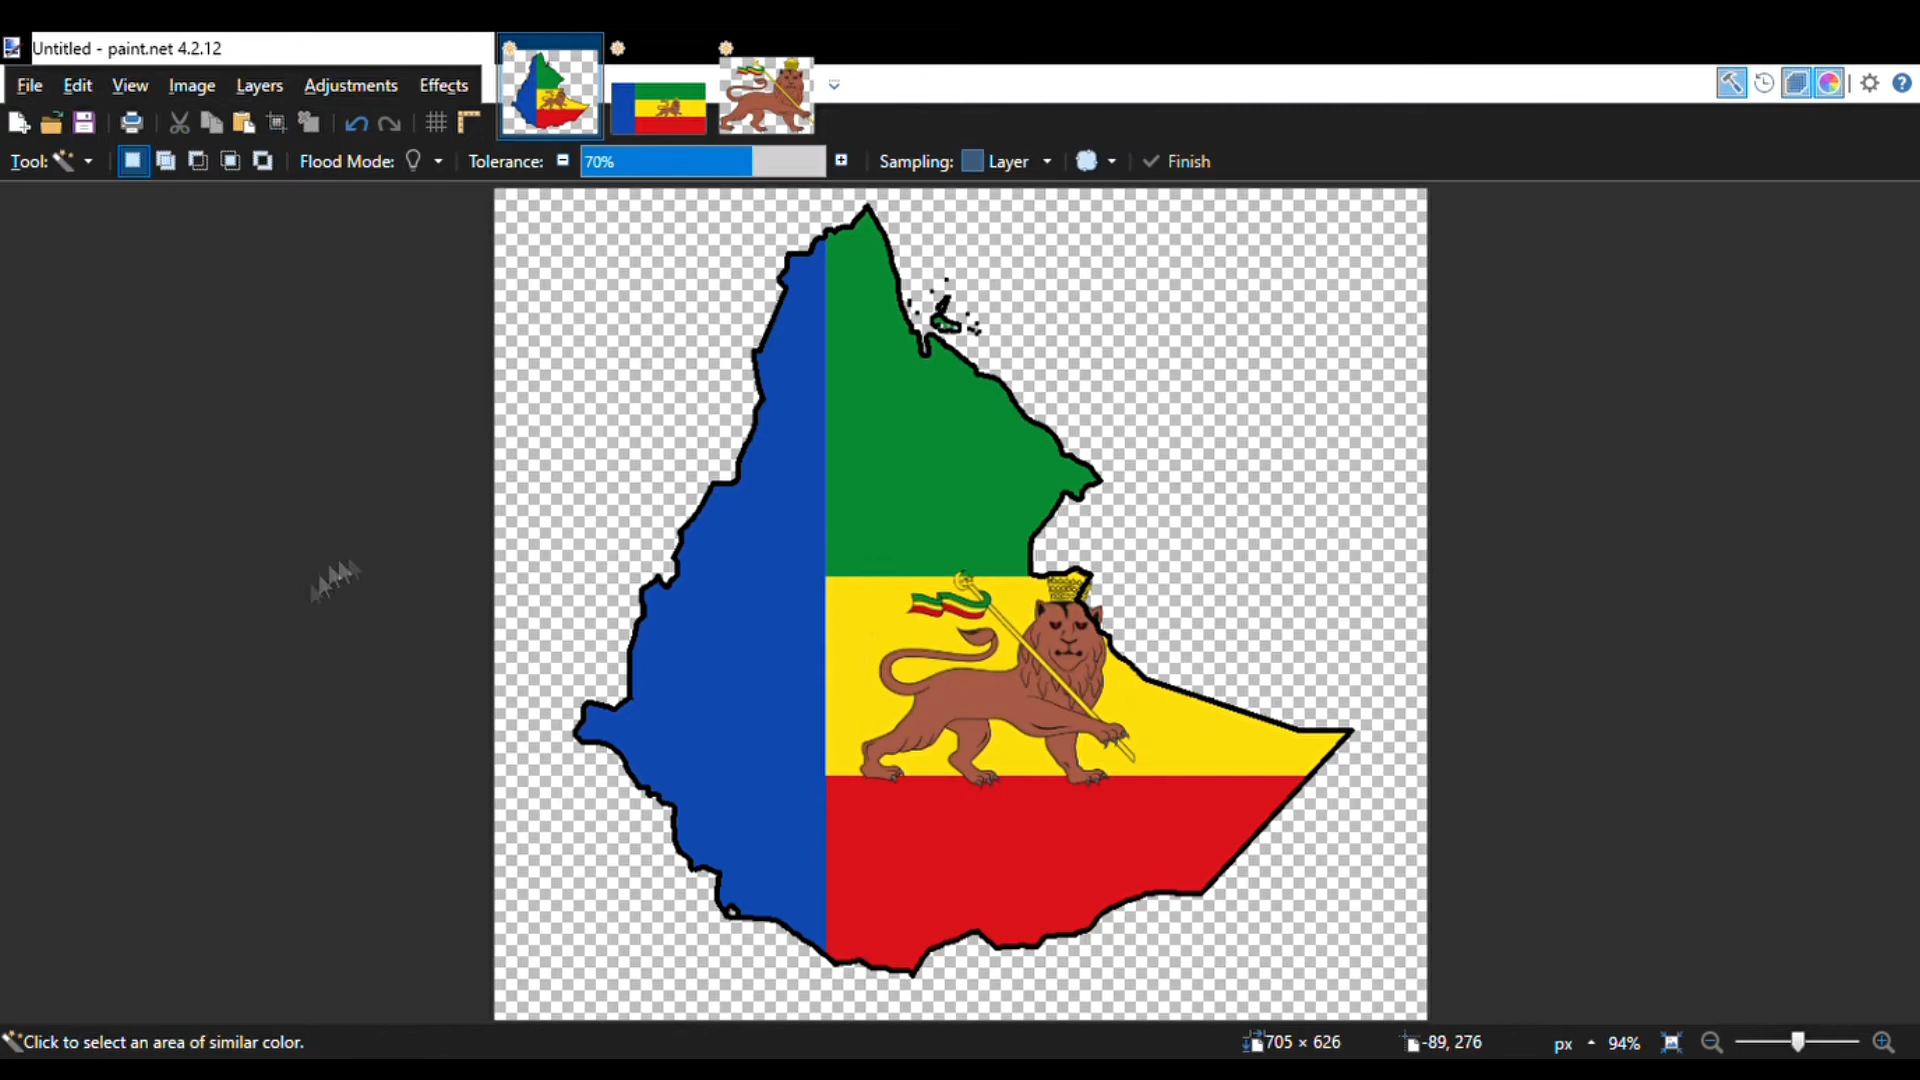 Untitled - paint.net 4.2.12
File Edit View Image Layers Adjustments Effects
Tool: Flood Mode: Tolerance: 70% Sampling: Layer Finish
Click to select an area of similar color. 705 × 626 -89, 276 px 94%